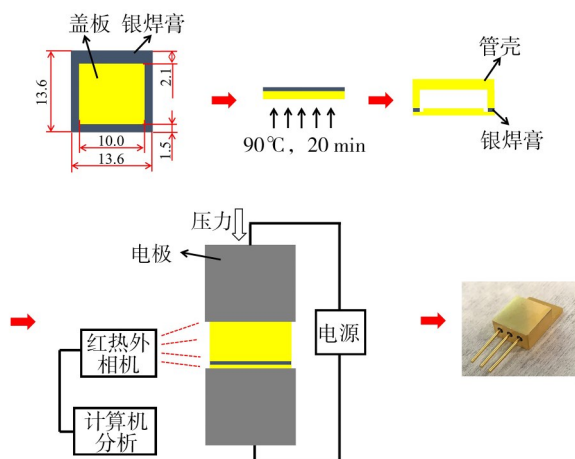 盖板
银焊膏
13.6
2.1
10.0
13.6
1.5
90℃，20 min
管壳
银焊膏
压力
电极
红热外
相机
计算机
分析
电源